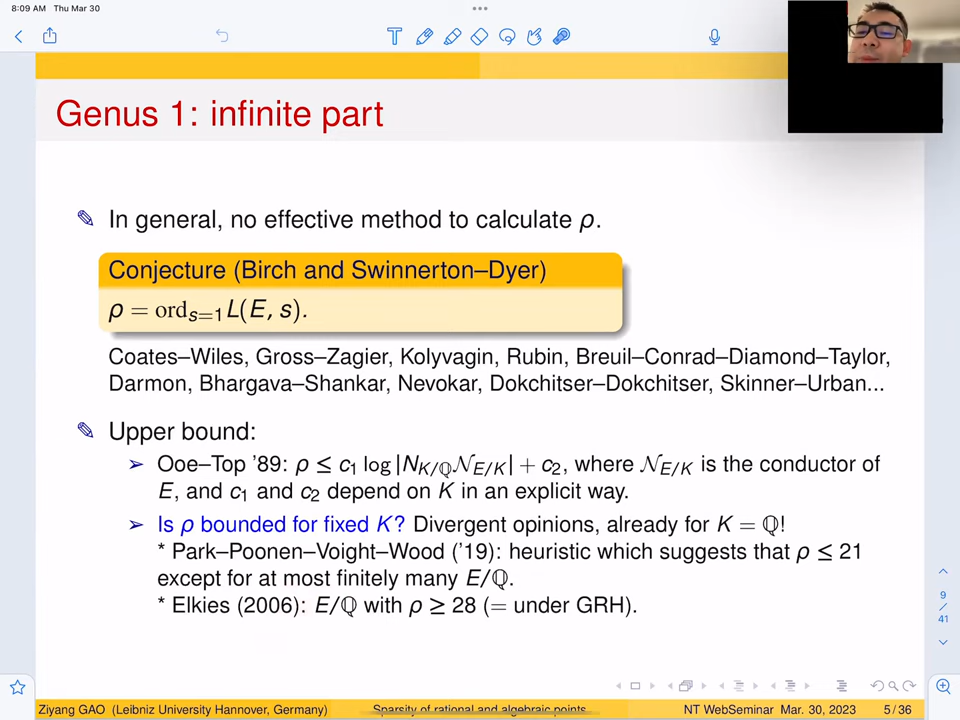 8:09 AM Thu Mar 30
Genus 1: infinite part
In general, no effective method to calculate ρ.
Conjecture (Birch and Swinnerton–Dyer)
ρ = ord_{s=1} L(E, s).
Coates–Wiles, Gross–Zagier, Kolyvagin, Rubin, Breuil–Conrad–Diamond–Taylor,
Darmon, Bhargava–Shankar, Nevokar, Dokchitser–Dokchitser, Skinner–Urban...
Upper bound:
➢ Ooe–Top '89: ρ ≤ c₁ log |N_{K/ℚ}𝒩_{E/K}| + c₂, where 𝒩_{E/K} is the conductor of
E, and c₁ and c₂ depend on K in an explicit way.
➢ Is ρ bounded for fixed K? Divergent opinions, already for K = ℚ!
* Park–Poonen–Voight–Wood ('19): heuristic which suggests that ρ ≤ 21
except for at most finitely many E/ℚ.
* Elkies (2006): E/ℚ with ρ ≥ 28 (= under GRH).
9
/
41
Ziyang GAO (Leibniz University Hannover, Germany) Sparsity of rational and algebraic points NT WebSeminar Mar. 30, 2023 5/36